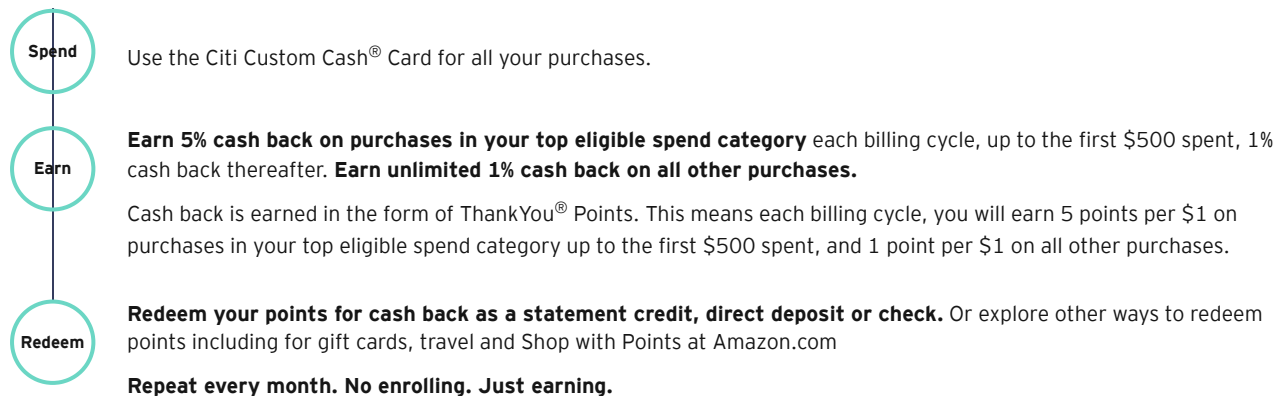 Spend
Use the Citi Custom Cash® Card for all your purchases.
Earn
Earn 5% cash back on purchases in your top eligible spend category each billing cycle, up to the first $500 spent, 1%
cash back thereafter. Earn unlimited 1% cash back on all other purchases.
Cash back is earned in the form of ThankYou® Points. This means each billing cycle, you will earn 5 points per $1 on
purchases in your top eligible spend category up to the first $500 spent, and 1 point per $1 on all other purchases.
Redeem
Redeem your points for cash back as a statement credit, direct deposit or check. Or explore other ways to redeem
points including for gift cards, travel and Shop with Points at Amazon.com
Repeat every month. No enrolling. Just earning.